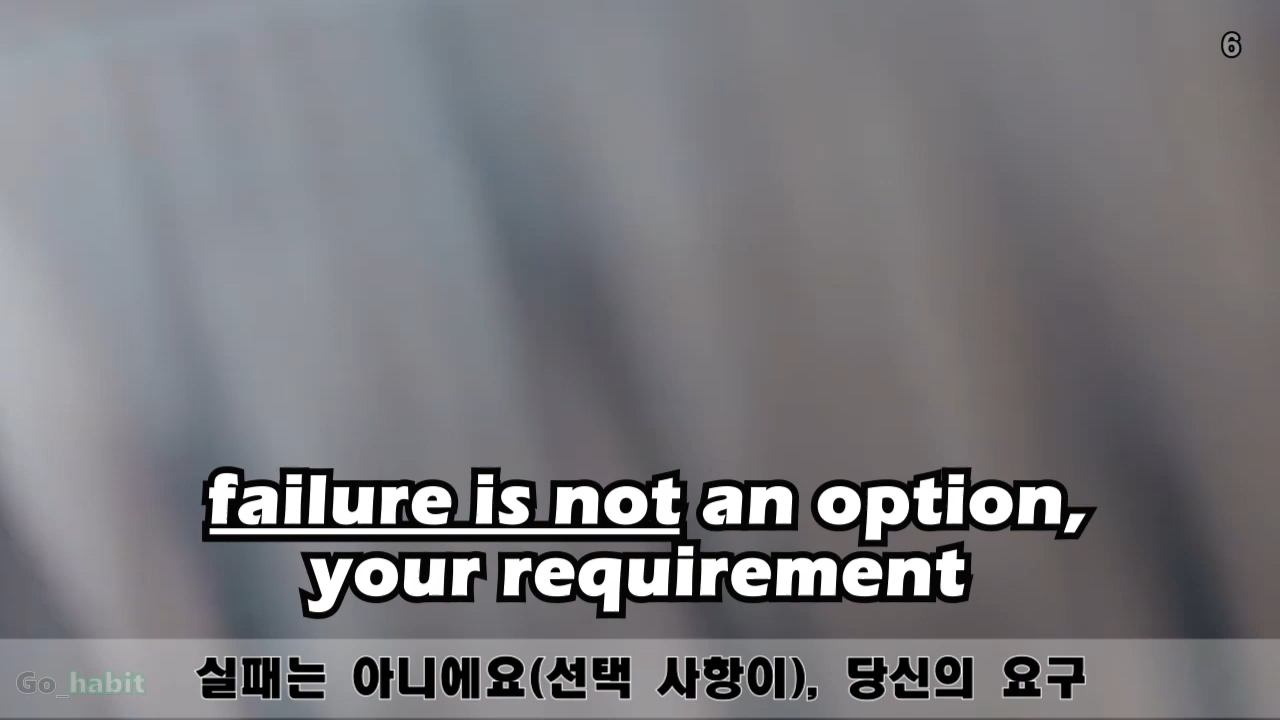 6
failure is not an option,
your requirement
실패는 아니에요(선택 사항이), 당신의 요구
Go_habit